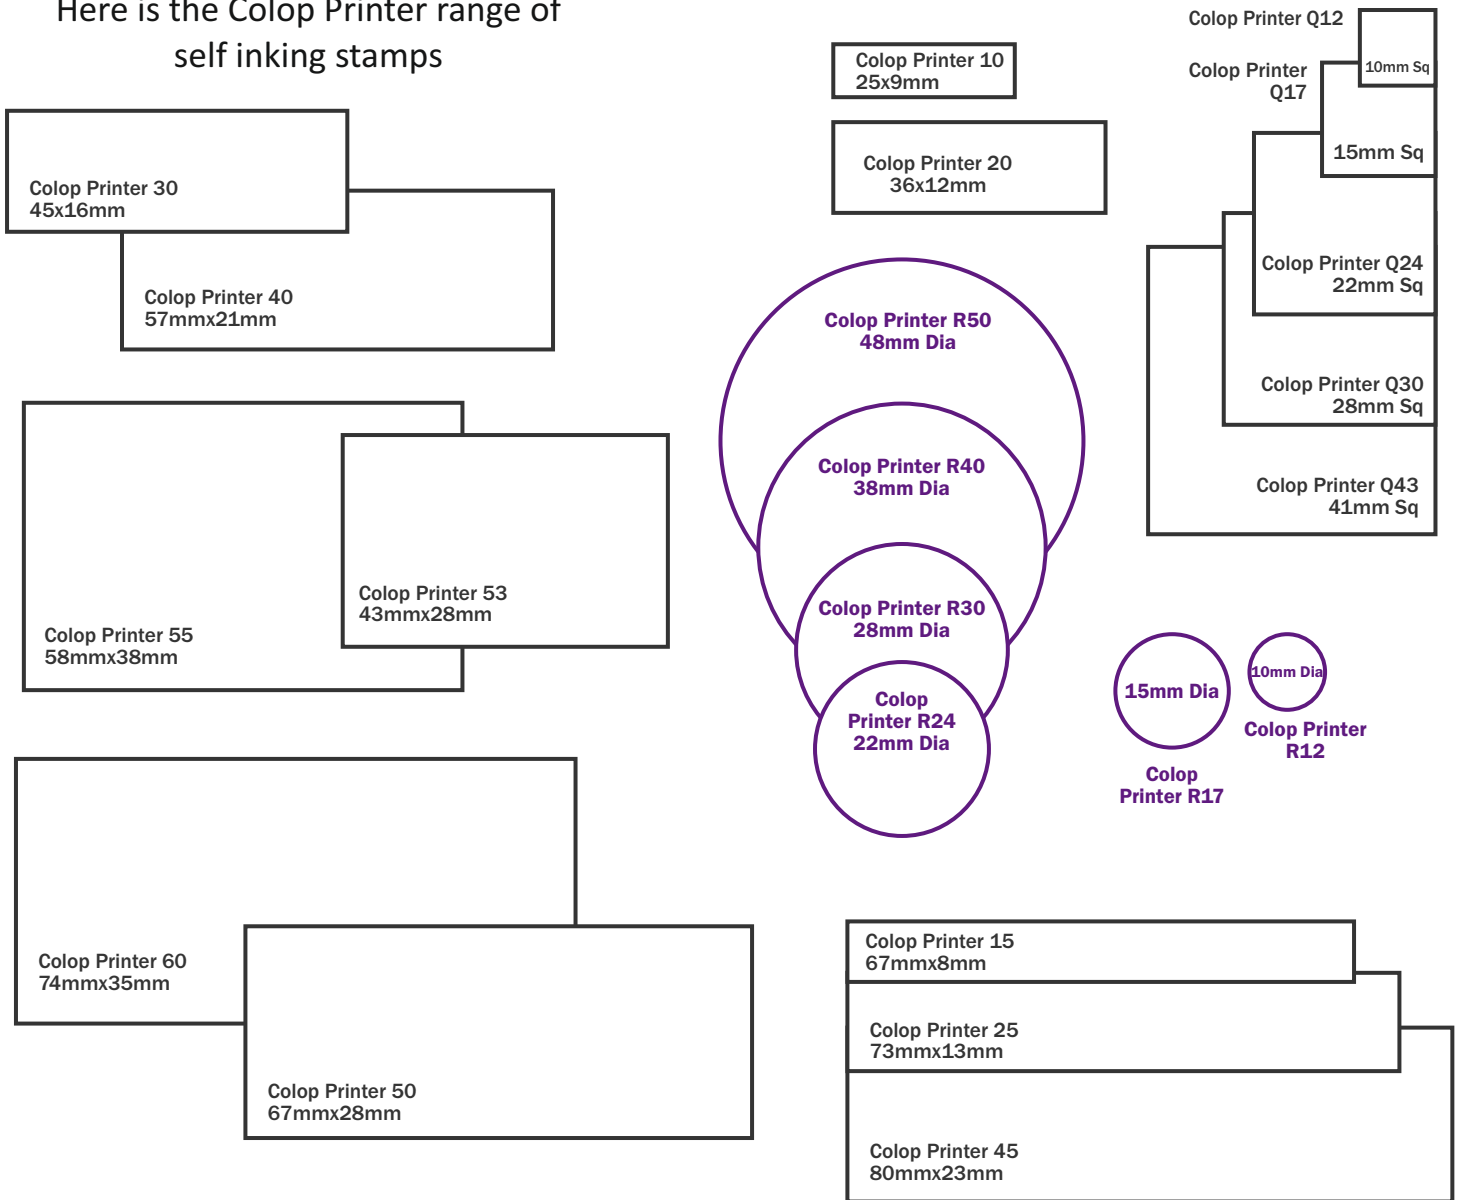 Here is the Colop Printer range of
self inking stamps
Colop Printer 30
45x16mm
Colop Printer 40
57mmx21mm
Colop Printer 55
58mmx38mm
Colop Printer 53
43mmx28mm
Colop Printer 60
74mmx35mm
Colop Printer 50
67mmx28mm
Colop Printer 10
25x9mm
Colop Printer 20
36x12mm
Colop Printer R50
48mm Dia
Colop Printer R40
38mm Dia
Colop Printer R30
28mm Dia
Colop
Printer R24
22mm Dia
Colop Printer Q12
10mm Sq
Colop Printer
Q17
15mm Sq
Colop Printer Q24
22mm Sq
Colop Printer Q30
28mm Sq
Colop Printer Q43
41mm Sq
15mm Dia
Colop
Printer R17
10mm Dia
Colop Printer
R12
Colop Printer 15
67mmx8mm
Colop Printer 25
73mmx13mm
Colop Printer 45
80mmx23mm